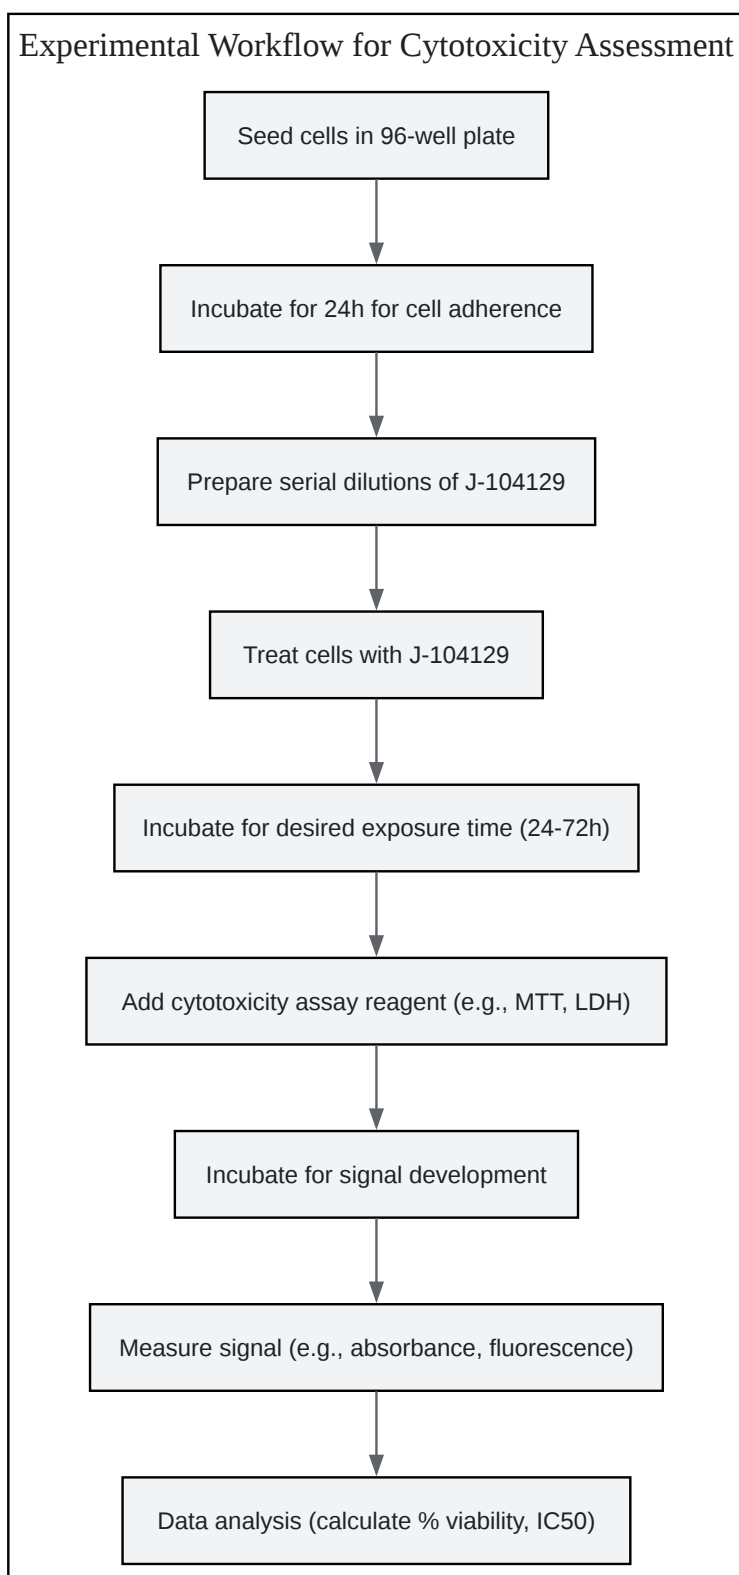 Experimental Workflow for Cytotoxicity Assessment
Seed cells in 96-well plate
Incubate for 24h for cell adherence
Prepare serial dilutions of J-104129
Treat cells with J-104129
Incubate for desired exposure time (24-72h)
Add cytotoxicity assay reagent (e.g., MTT, LDH)
Incubate for signal development
Measure signal (e.g., absorbance, fluorescence)
Data analysis (calculate % viability, IC50)